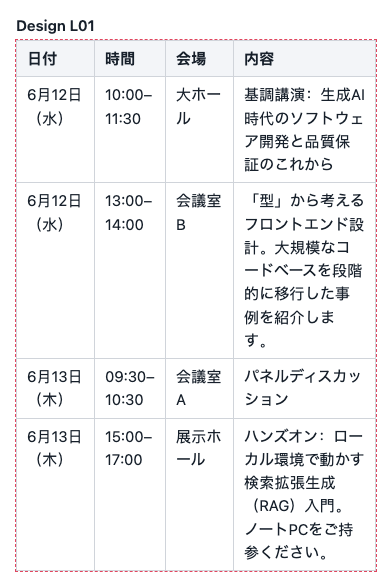 Design L01
日付 時間 会場 内容
6月12日 10:00– 大ホー 基調講演：生成AI
（水） 11:30 ル 時代のソフトウェ
ア開発と品質保
証のこれから
6月12日 13:00– 会議室 「型」から考える
（水） 14:00 B フロントエンド設
計。大規模なコ
ードベースを段階
的に移行した事
例を紹介しま
す。
6月13日 09:30– 会議室 パネルディスカッ
（木） 10:30 A ション
6月13日 15:00– 展示ホ ハンズオン：ロー
（木） 17:00 ール カル環境で動かす
検索拡張生成
（RAG）入門。
ノートPCをご持
参ください。